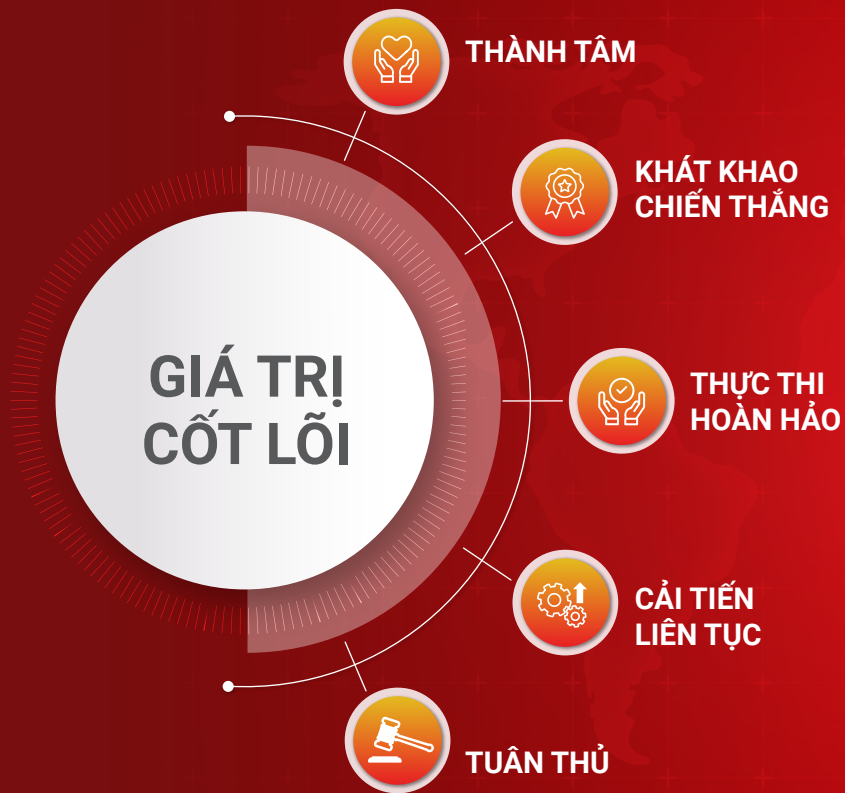 THÀNH TÂM
KHÁT KHAO
CHIẾN THẮNG
GIÁ TRỊ
CỐT LÕI
THỰC THI
HOÀN HẢO
CẢI TIẾN
LIÊN TỤC
TUÂN THỦ